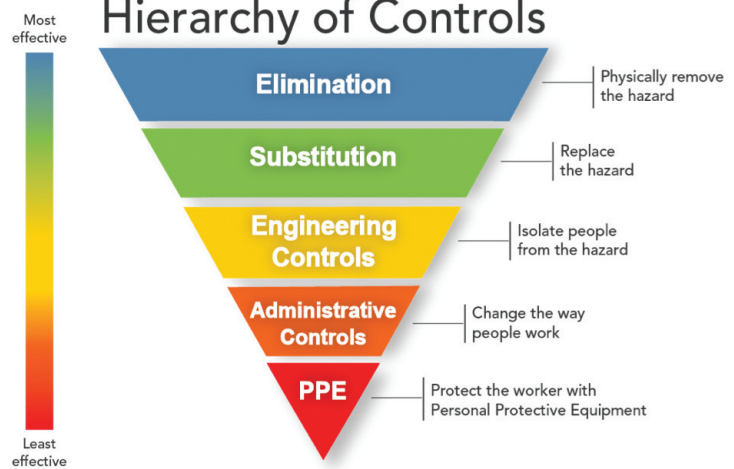 Hierarchy of Controls
Most
effective
Elimination
Physically remove
the hazard
Substitution
Replace
the hazard
Engineering
Controls
Isolate people
from the hazard
Administrative
Controls
Change the way
people work
PPE
Protect the worker with
Personal Protective Equipment
Least
effective